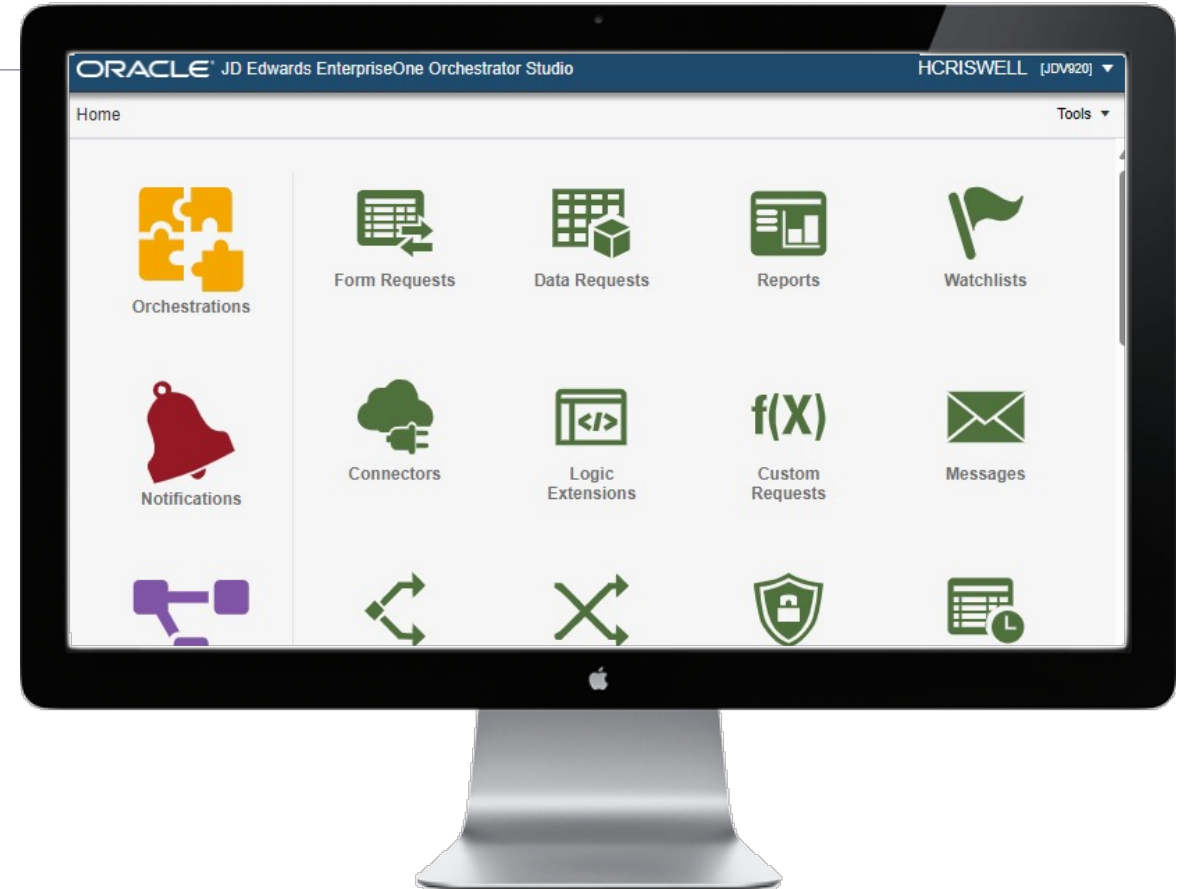 ORACLE® JD Edwards EnterpriseOne Orchestrator Studio
HCRISWELL [JDV920]
Home
Tools
Orchestrations
Form Requests
Data Requests
Reports
Watchlists
Notifications
Connectors
</>
Logic
Extensions
f(X)
Custom
Requests
Messages